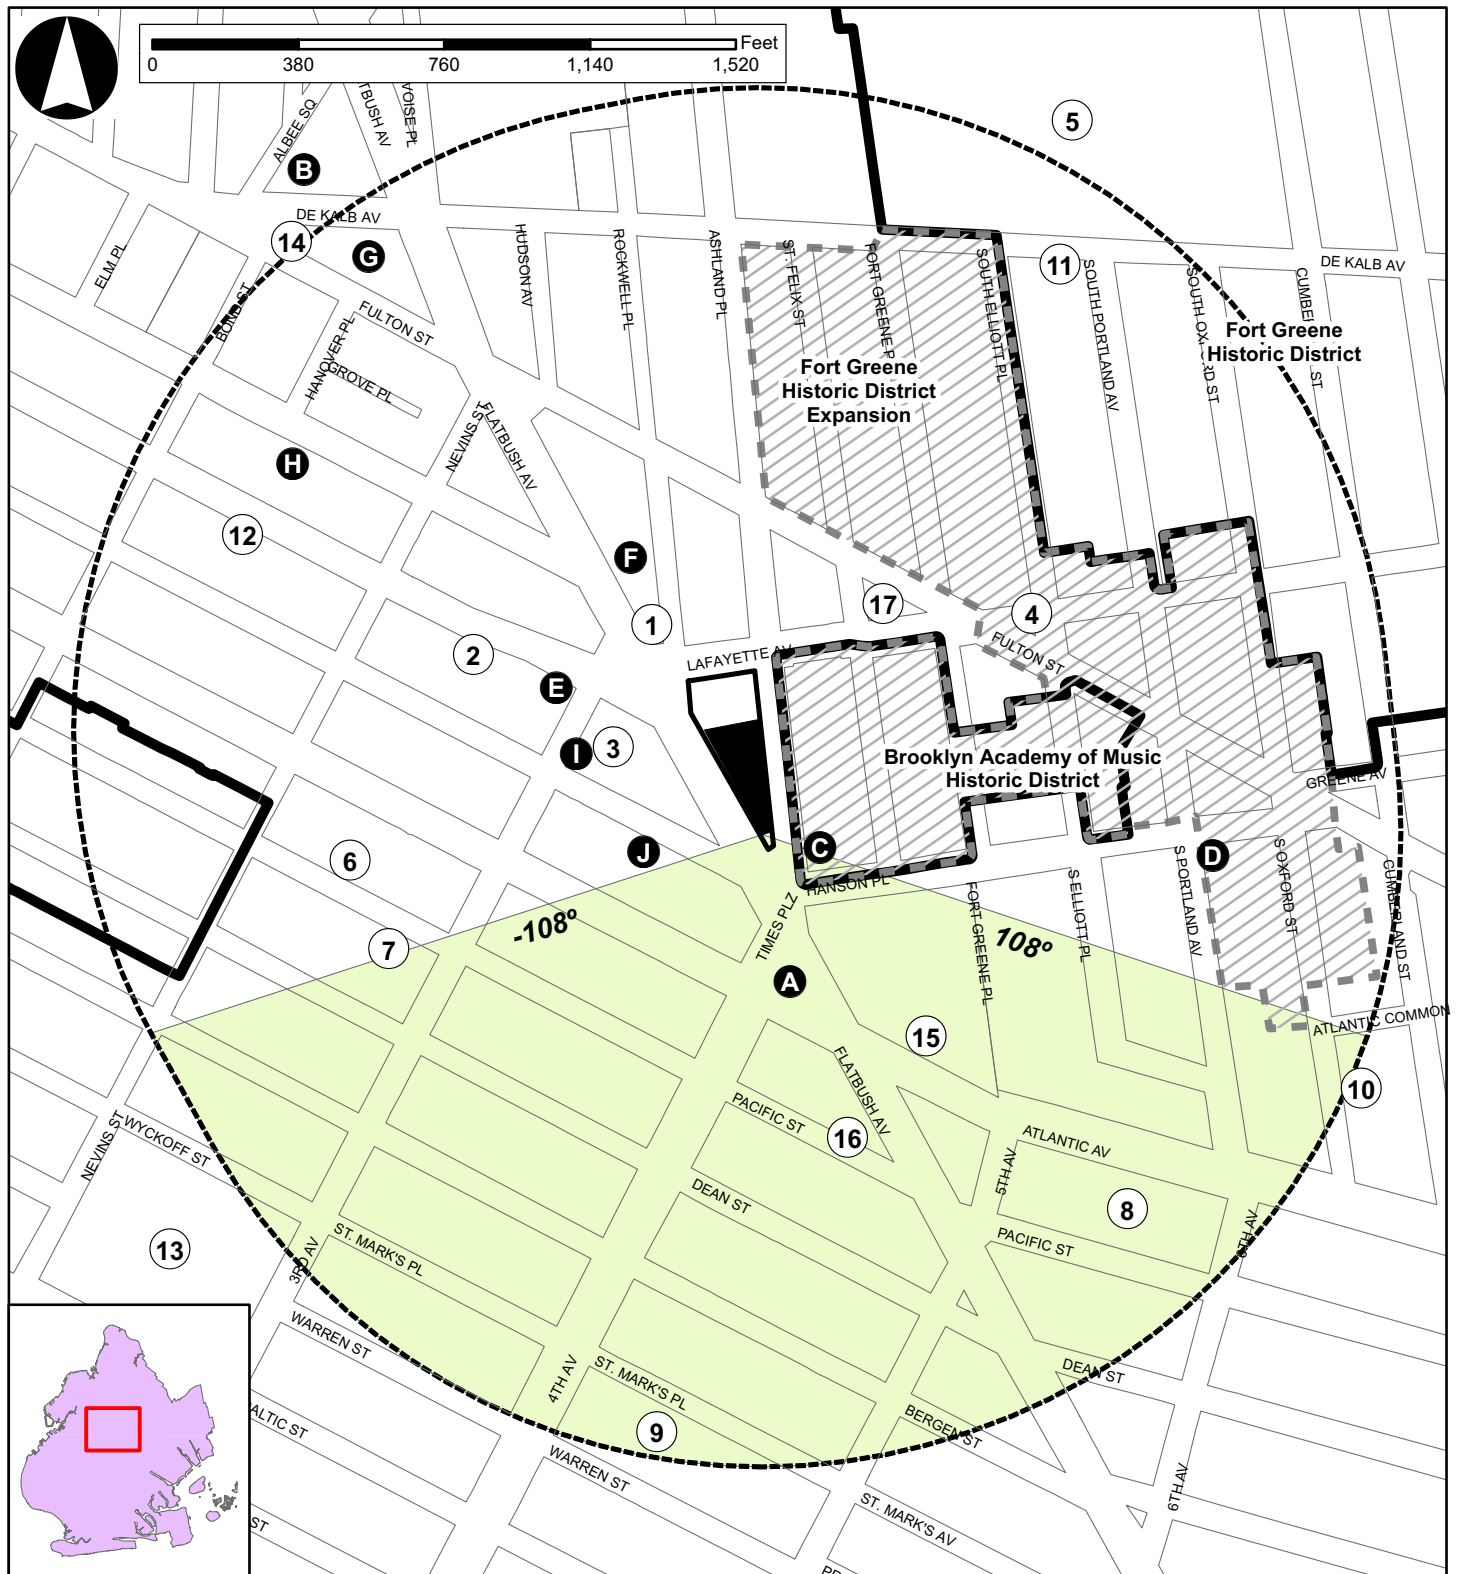 Feet
0 380 760 1,140 1,520
ALBEE SQ
B
5
DE KALB AV
14
G
ELM PL
BOND ST
HUDSON AV
ROCKWELL PL
ASHLAND PL
ST. FELIX ST
SOUTH ELLIOTT PL
11
SOUTH PORTLAND AV
DE KALB AV
FULTON ST
HANOVER PL
GROVE PL
Fort Greene
Historic District
Fort Greene
Historic District
Expansion
NEVINS ST
FLATBUSH AV
H
12
F
17
4
1
2
FULTON ST
LAFAYETTE AV
E
I
3
Brooklyn Academy of Music
Historic District
GREENE AV
J
C
D
6
S PORTLAND AV
S OXFORD ST
CUMBERLAND ST
HANSON PL
S ELLIOTT PL
FORT GREENE PL
TIMES PLZ
-108º
108º
7
A
ATLANTIC COMMON
15
10
FLATBUSH AV
PACIFIC ST
16
NEVINS ST
WYCKOFF ST
ATLANTIC AV
5TH AV
DEAN ST
8
13
ST. MARK'S PL
3RD AV
PACIFIC ST
6TH AV
WARREN ST
4TH AV
ST. MARK'S PL
DEAN ST
9
BERGEN ST
WARREN ST
6TH AV
ST. MARK'S AV
ST